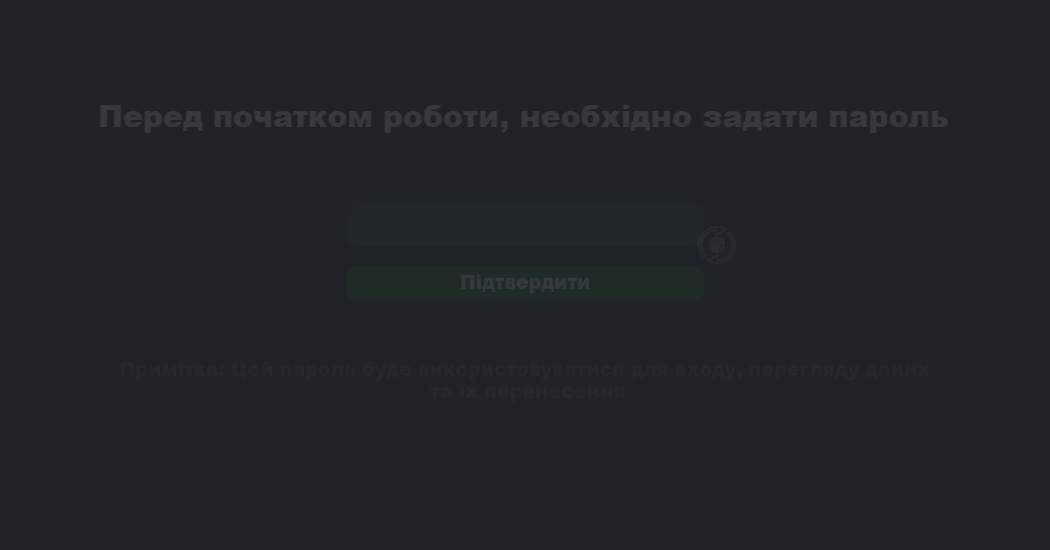 Перед початком роботи, необхідно задати пароль
Підтвердити
Примітка: Цей пароль буде використовуватися для входу, перегляду даних
та їх перенесення